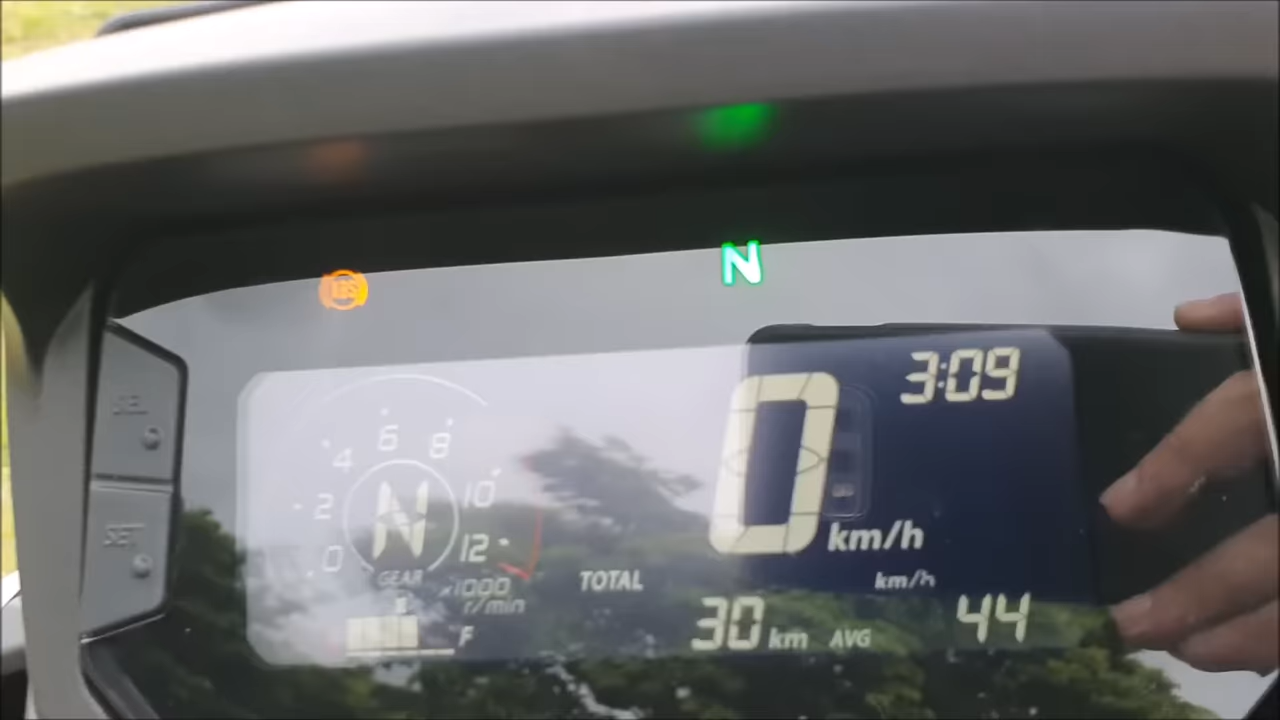 ABS
N
3:09
6
4
8
2
10
0
12
N
GEAR
x1000
r/min
F
0
km/h
TOTAL
30 km
km/h
AVG 44
SEL
SET